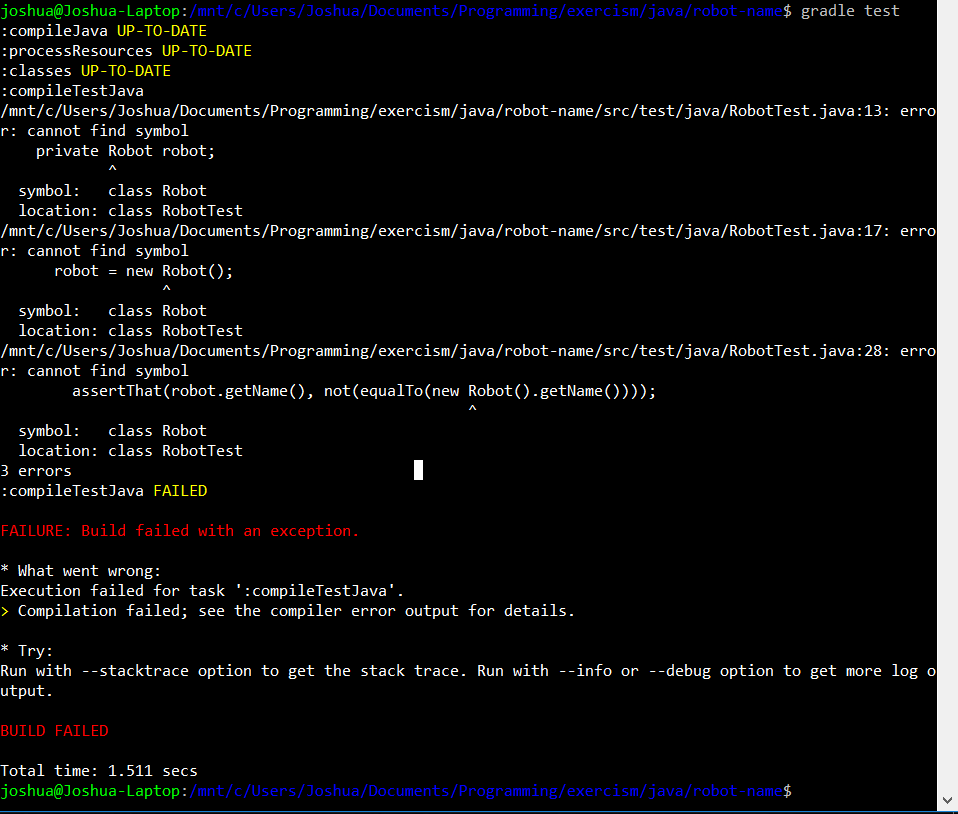 joshua@Joshua-Laptop:/mnt/c/Users/Joshua/Documents/Programming/exercism/java/robot-name$ gradle test
:compileJava UP-TO-DATE
:processResources UP-TO-DATE
:classes UP-TO-DATE
:compileTestJava
/mnt/c/Users/Joshua/Documents/Programming/exercism/java/robot-name/src/test/java/RobotTest.java:13: erro
r: cannot find symbol
    private Robot robot;
            ^
  symbol:   class Robot
  location: class RobotTest
/mnt/c/Users/Joshua/Documents/Programming/exercism/java/robot-name/src/test/java/RobotTest.java:17: erro
r: cannot find symbol
      robot = new Robot();
                  ^
  symbol:   class Robot
  location: class RobotTest
/mnt/c/Users/Joshua/Documents/Programming/exercism/java/robot-name/src/test/java/RobotTest.java:28: erro
r: cannot find symbol
        assertThat(robot.getName(), not(equalTo(new Robot().getName())));
                                                    ^
  symbol:   class Robot
  location: class RobotTest
3 errors
:compileTestJava FAILED

FAILURE: Build failed with an exception.

* What went wrong:
Execution failed for task ':compileTestJava'.
> Compilation failed; see the compiler error output for details.

* Try:
Run with --stacktrace option to get the stack trace. Run with --info or --debug option to get more log o
utput.

BUILD FAILED

Total time: 1.511 secs
joshua@Joshua-Laptop:/mnt/c/Users/Joshua/Documents/Programming/exercism/java/robot-name$